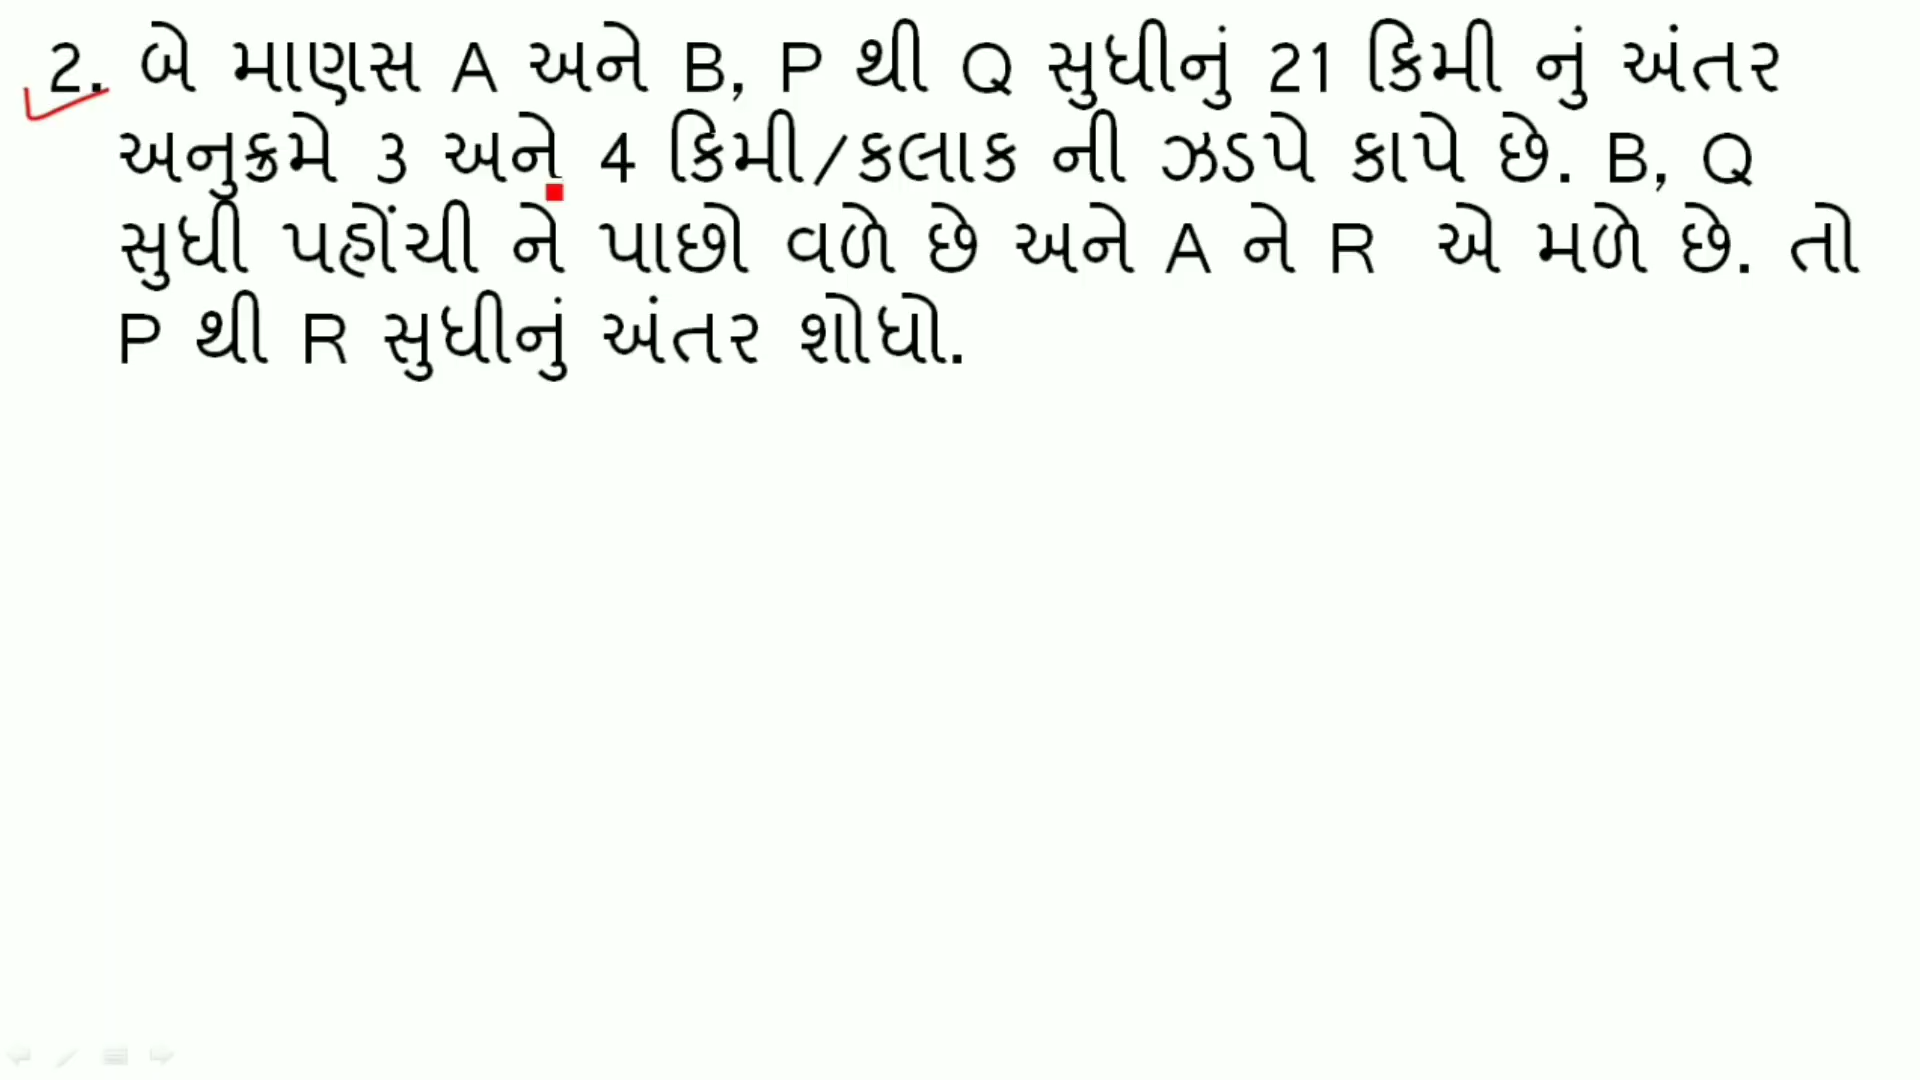 2. બે માણસ A અને B, P થી Q સુધીનું 21 કિમી નું અંતર
અનુક્રમે 3 અને 4 કિમી/કલાક ની ઝડપે કાપે છે. B, Q
સુધી પહોંચી ને પાછો વળે છે અને A ને R એ મળે છે. તો
P થી R સુધીનું અંતર શોધો.